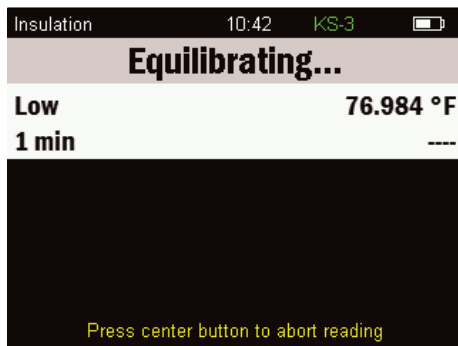 Insulation 10:42 KS-3
Equilibrating...
Low 76.984 °F
1 min ----
Press center button to abort reading